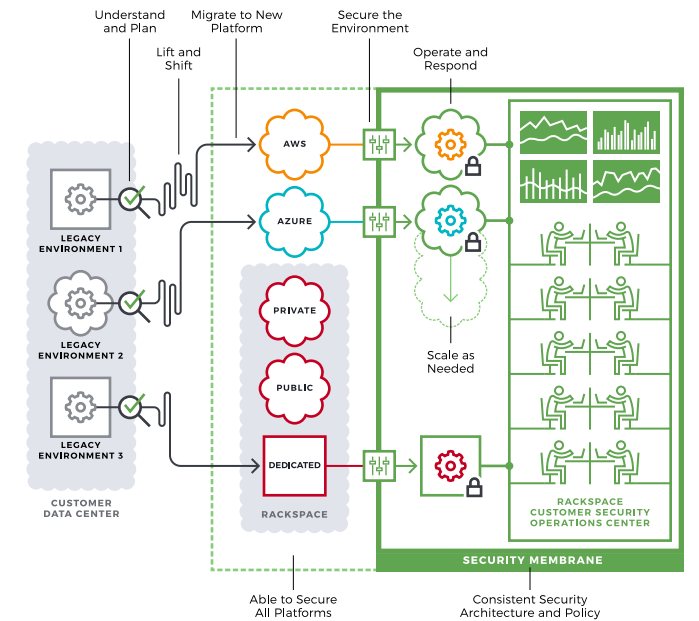 Understand
and Plan
Migrate to New
Platform
Secure the
Environment
Lift and
Shift
Operate and
Respond
AWS
LEGACY
ENVIRONMENT 1
AZURE
LEGACY
ENVIRONMENT 2
PRIVATE
Scale as
Needed
PUBLIC
LEGACY
ENVIRONMENT 3
DEDICATED
CUSTOMER
DATA CENTER
RACKSPACE
RACKSPACE
CUSTOMER SECURITY
OPERATIONS CENTER
SECURITY MEMBRANE
Able to Secure
All Platforms
Consistent Security
Architecture and Policy